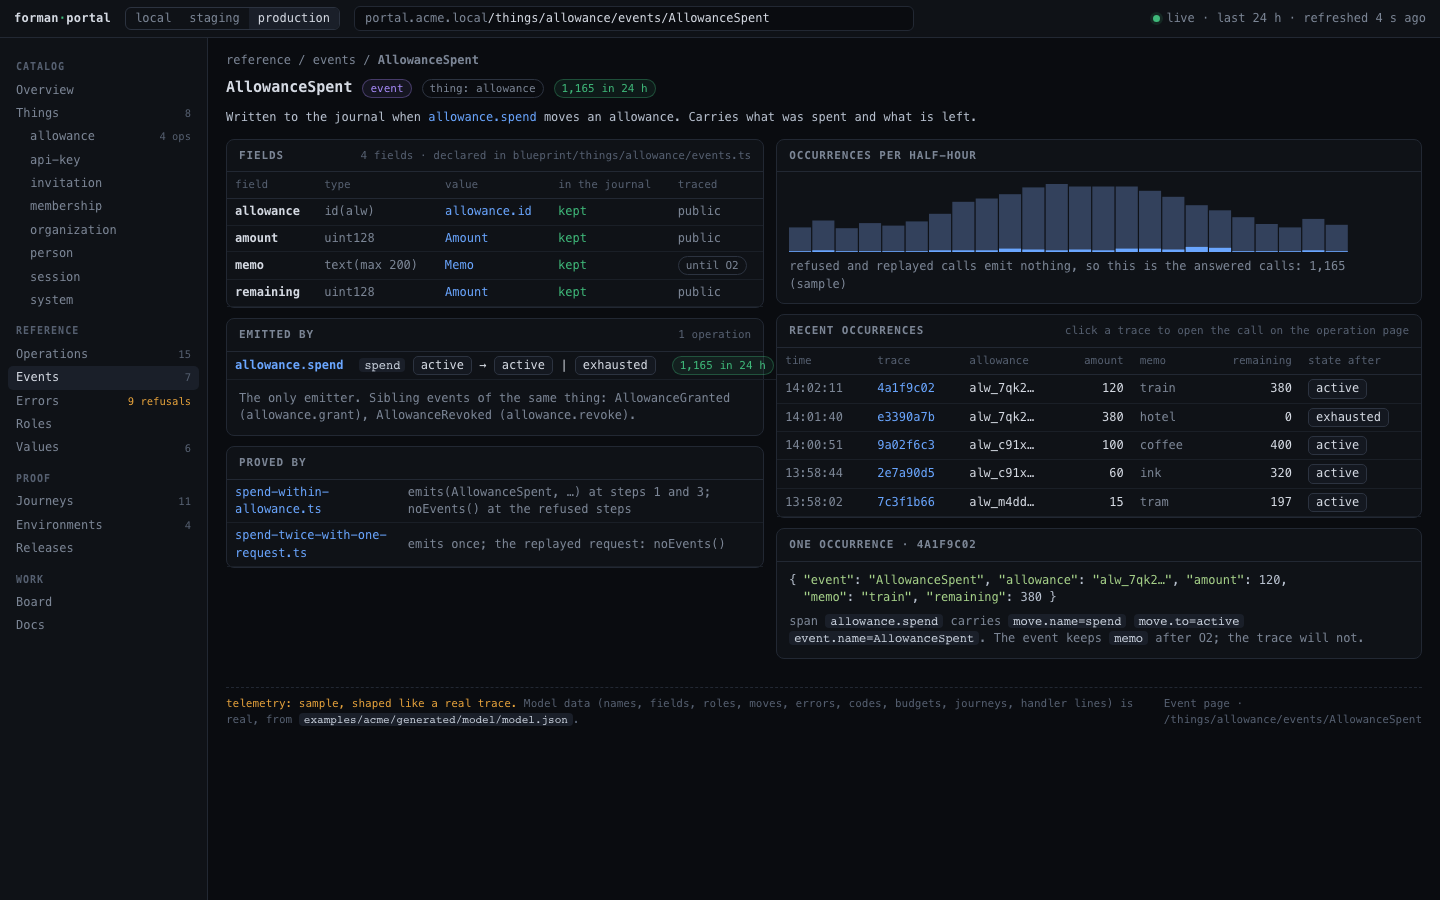 forman·portal local staging production portal.acme.local/things/allowance/events/AllowanceSpent live · last 24 h · refreshed 4 s ago
CATALOG
Overview
Things 8
allowance 4 ops
api-key
invitation
membership
organization
person
session
system
REFERENCE
Operations 15
Events 7
Errors 9 refusals
Roles
Values 6
PROOF
Journeys 11
Environments 4
Releases
WORK
Board
Docs
reference / events / AllowanceSpent
AllowanceSpent event thing: allowance 1,165 in 24 h
Written to the journal when allowance.spend moves an allowance. Carries what was spent and what is left.
FIELDS 4 fields · declared in blueprint/things/allowance/events.ts
field type value in the journal traced
allowance id(alw) allowance.id kept public
amount uint128 Amount kept public
memo text(max 200) Memo kept until O2
remaining uint128 Amount kept public
EMITTED BY 1 operation
allowance.spend spend active → active | exhausted 1,165 in 24 h
The only emitter. Sibling events of the same thing: AllowanceGranted
(allowance.grant), AllowanceRevoked (allowance.revoke).
PROVED BY
spend-within-
allowance.ts
emits(AllowanceSpent, …) at steps 1 and 3;
noEvents() at the refused steps
spend-twice-with-one-
request.ts
emits once; the replayed request: noEvents()
OCCURRENCES PER HALF-HOUR
refused and replayed calls emit nothing, so this is the answered calls: 1,165
(sample)
RECENT OCCURRENCES click a trace to open the call on the operation page
time trace allowance amount memo remaining state after
14:02:11 4a1f9c02 alw_7qk2… 120 train 380 active
14:01:40 e3390a7b alw_7qk2… 380 hotel 0 exhausted
14:00:51 9a02f6c3 alw_c91x… 100 coffee 400 active
13:58:44 2e7a90d5 alw_c91x… 60 ink 320 active
13:58:02 7c3f1b66 alw_m4dd… 15 tram 197 active
ONE OCCURRENCE · 4A1F9C02
{ "event": "AllowanceSpent", "allowance": "alw_7qk2…", "amount": 120,
"memo": "train", "remaining": 380 }
span allowance.spend carries move.name=spend move.to=active
event.name=AllowanceSpent. The event keeps memo after O2; the trace will not.
telemetry: sample, shaped like a real trace. Model data (names, fields, roles, moves, errors, codes, budgets, journeys, handler lines) is
real, from examples/acme/generated/model/model.json.
Event page ·
/things/allowance/events/AllowanceSpent